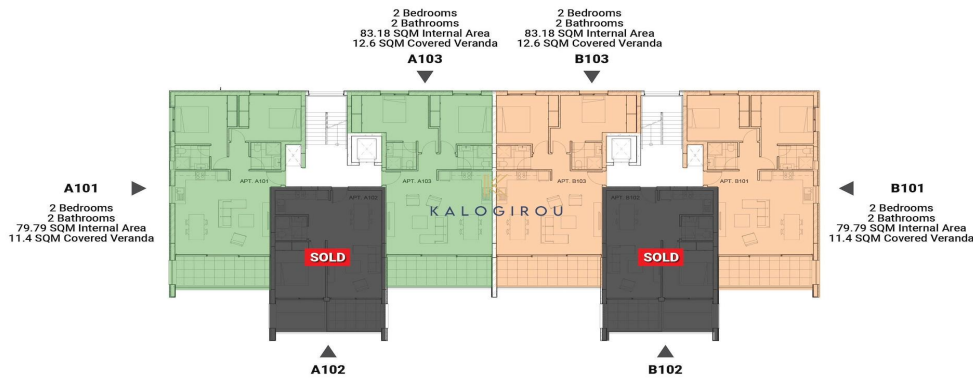 2 Bedrooms
2 Bathrooms
83.18 SQM Internal Area
12.6 SQM Covered Veranda
A103
2 Bedrooms
2 Bathrooms
83.18 SQM Internal Area
12.6 SQM Covered Veranda
B103
A101
2 Bedrooms
2 Bathrooms
79.79 SQM Internal Area
11.4 SQM Covered Veranda
APT. A101
APT. A103
APT. B103
APT. B101
APT. A102
APT. B102
KALOGIROU
SOLD
SOLD
B101
2 Bedrooms
2 Bathrooms
79.79 SQM Internal Area
11.4 SQM Covered Veranda
A102
B102